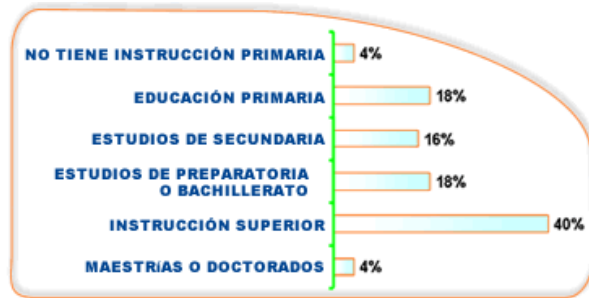 NO TIENE INSTRUCCIÓN PRIMARIA 4%
EDUCACIÓN PRIMARIA 18%
ESTUDIOS DE SECUNDARIA 16%
ESTUDIOS DE PREPARATORIA
O BACHILLERATO 18%
INSTRUCCIÓN SUPERIOR 40%
MAESTRÍAS O DOCTORADOS 4%